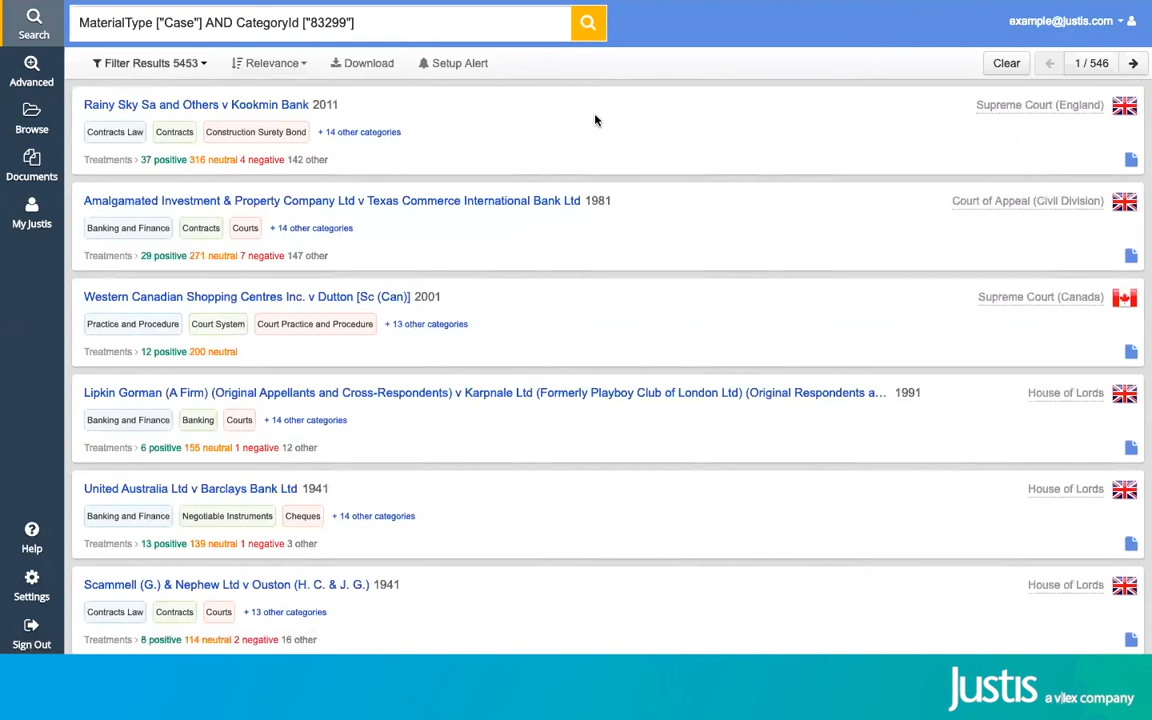 Search
MaterialType ["Case"] AND CategoryId ["83299"]
example@justis.com
Advanced
Browse
Documents
My Justis
Help
Settings
Sign Out
Filter Results 5453 Relevance Download Setup Alert Clear 1 / 546
Rainy Sky Sa and Others v Kookmin Bank 2011 Supreme Court (England)
Contracts Law Contracts Construction Surety Bond + 14 other categories
Treatments › 37 positive 316 neutral 4 negative 142 other
Amalgamated Investment & Property Company Ltd v Texas Commerce International Bank Ltd 1981 Court of Appeal (Civil Division)
Banking and Finance Contracts Courts + 14 other categories
Treatments › 29 positive 271 neutral 7 negative 147 other
Western Canadian Shopping Centres Inc. v Dutton [Sc (Can)] 2001 Supreme Court (Canada)
Practice and Procedure Court System Court Practice and Procedure + 13 other categories
Treatments › 12 positive 200 neutral
Lipkin Gorman (A Firm) (Original Appellants and Cross-Respondents) v Karpnale Ltd (Formerly Playboy Club of London Ltd) (Original Respondents a... 1991 House of Lords
Banking and Finance Banking Courts + 14 other categories
Treatments › 6 positive 155 neutral 1 negative 12 other
United Australia Ltd v Barclays Bank Ltd 1941 House of Lords
Banking and Finance Negotiable Instruments Cheques + 14 other categories
Treatments › 13 positive 139 neutral 1 negative 3 other
Scammell (G.) & Nephew Ltd v Ouston (H. C. & J. G.) 1941 House of Lords
Contracts Law Contracts Courts + 13 other categories
Treatments › 8 positive 114 neutral 2 negative 16 other
Justis a vlex company